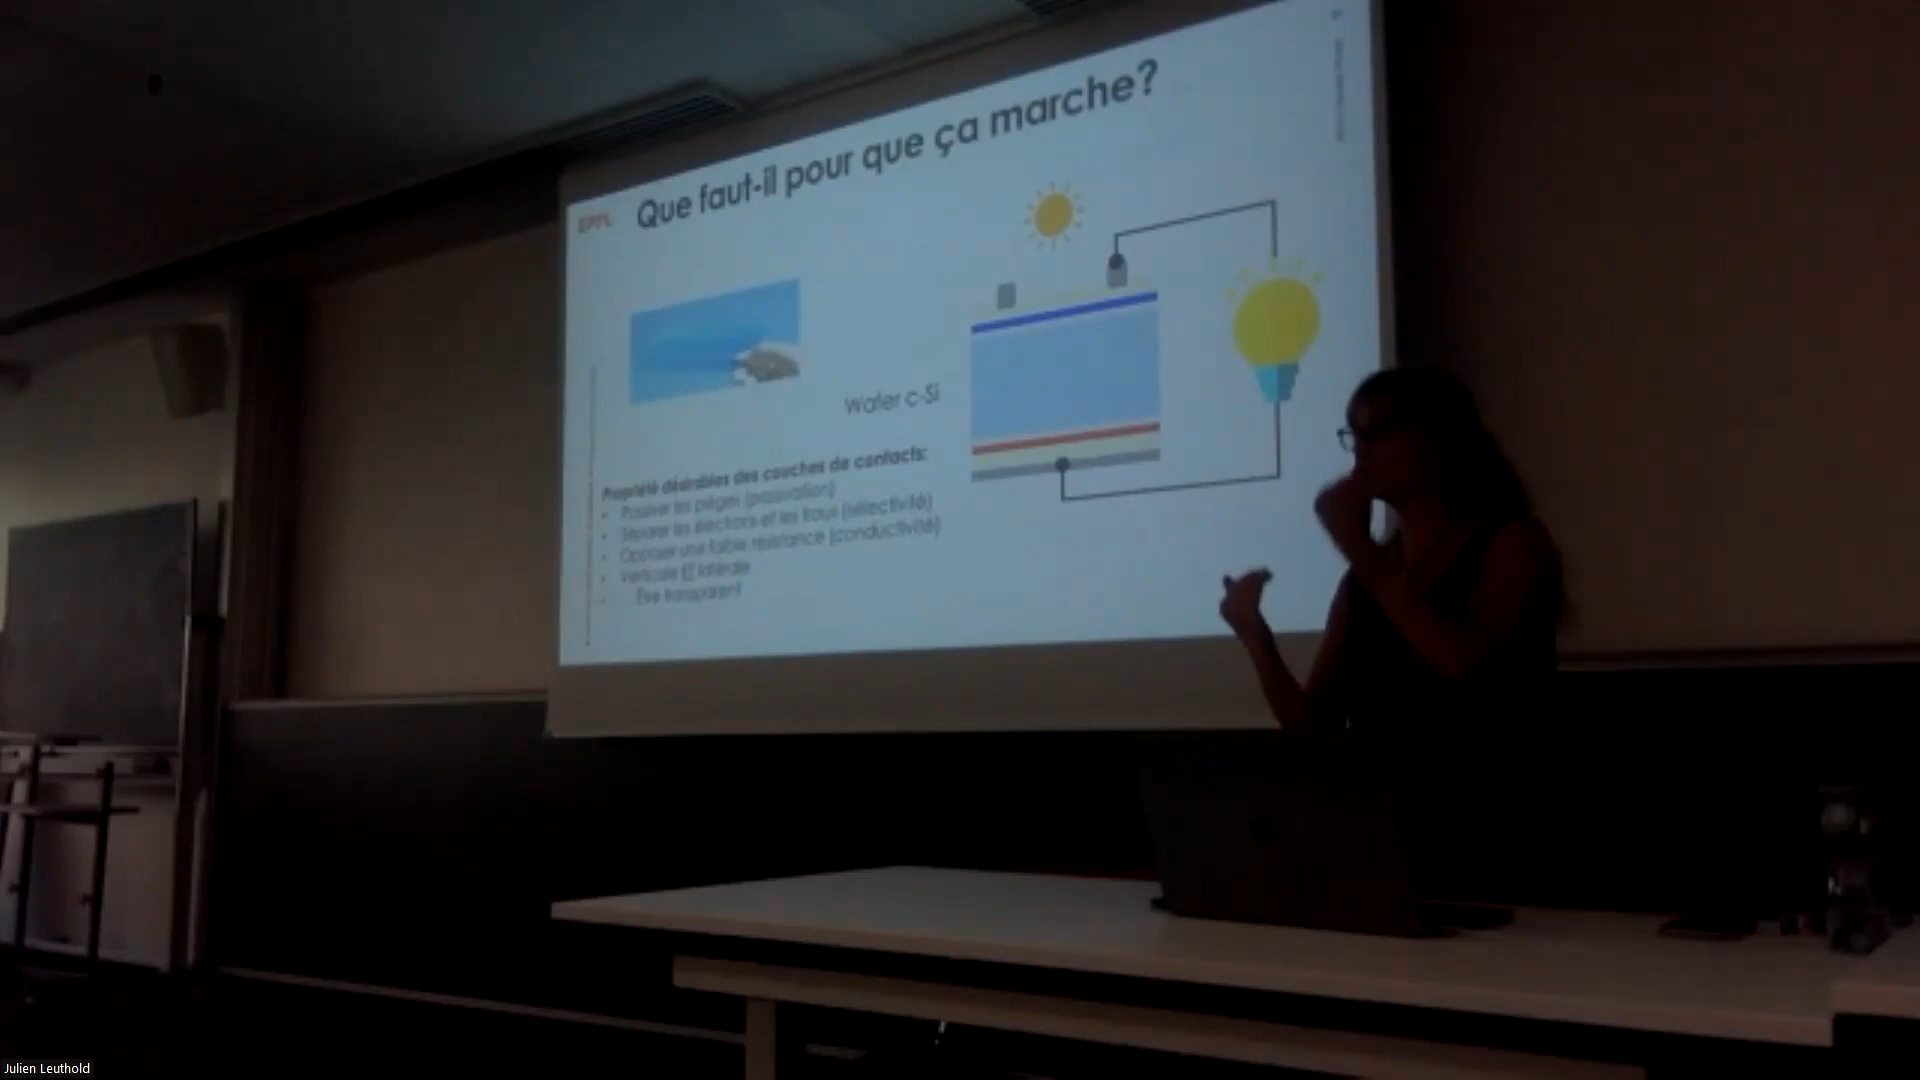 EPFL
Que faut-il pour que ça marche?
Wafer c-Si
Propriété désirables des couches de contacts:
• Passiver les pièges (passivation)
• Séparer les électrons et les trous (sélectivité)
• Opposer une faible résistance (conductivité)
• Verticale ET latérale
• . Être transparent
Julien Leuthold